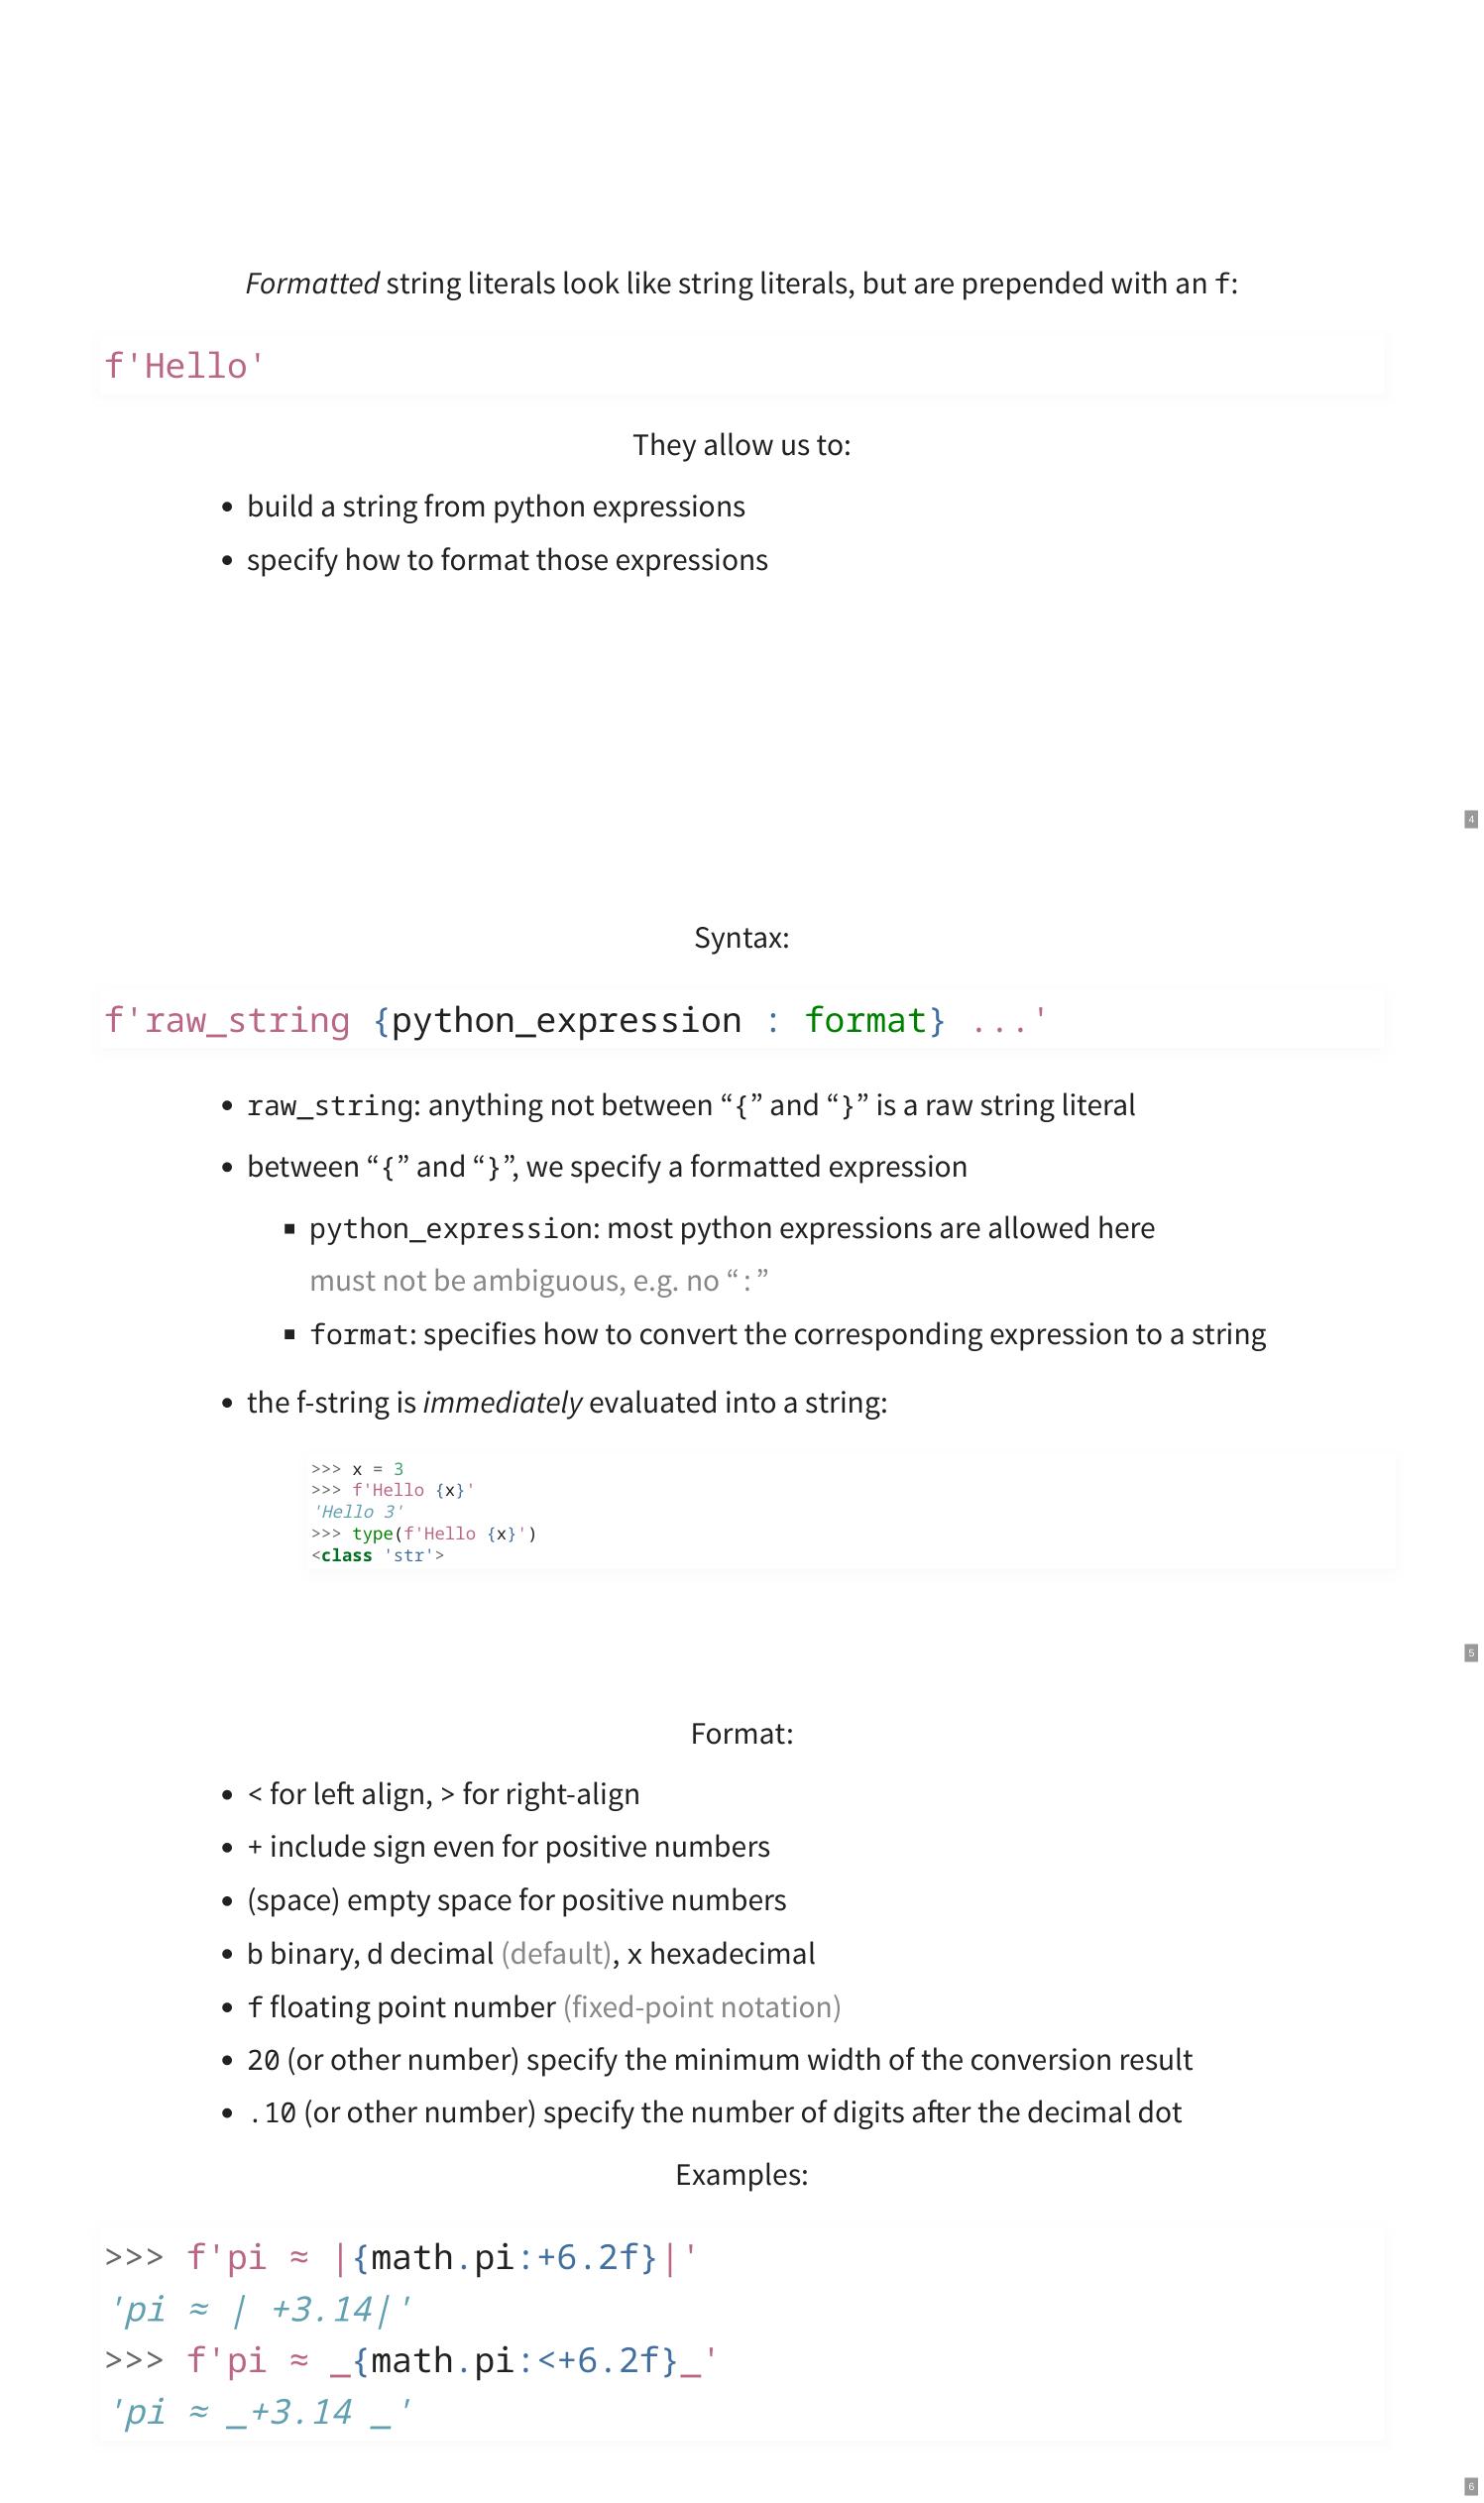 Formatted string literals look like string literals, but are prepended with an f:
f'Hello'
They allow us to:
• build a string from python expressions
• specify how to format those expressions
4
Syntax:
f'raw_string {python_expression : format} ...'
• raw_string: anything not between “{” and “}” is a raw string literal
• between “{” and “}”, we specify a formatted expression
▪ python_expression: most python expressions are allowed here
must not be ambiguous, e.g. no “:”
▪ format: specifies how to convert the corresponding expression to a string
• the f-string is immediately evaluated into a string:
>>> x = 3
>>> f'Hello {x}'
'Hello 3'
>>> type(f'Hello {x}')
<class 'str'>
5
Format:
• < for left align, > for right-align
• + include sign even for positive numbers
• (space) empty space for positive numbers
• b binary, d decimal (default), x hexadecimal
• f floating point number (fixed-point notation)
• 20 (or other number) specify the minimum width of the conversion result
• .10 (or other number) specify the number of digits after the decimal dot
Examples:
>>> f'pi ≈ |{math.pi:+6.2f}|'
'pi ≈ | +3.14|'
>>> f'pi ≈ _{math.pi:<+6.2f}_'
'pi ≈ _+3.14 _'
6